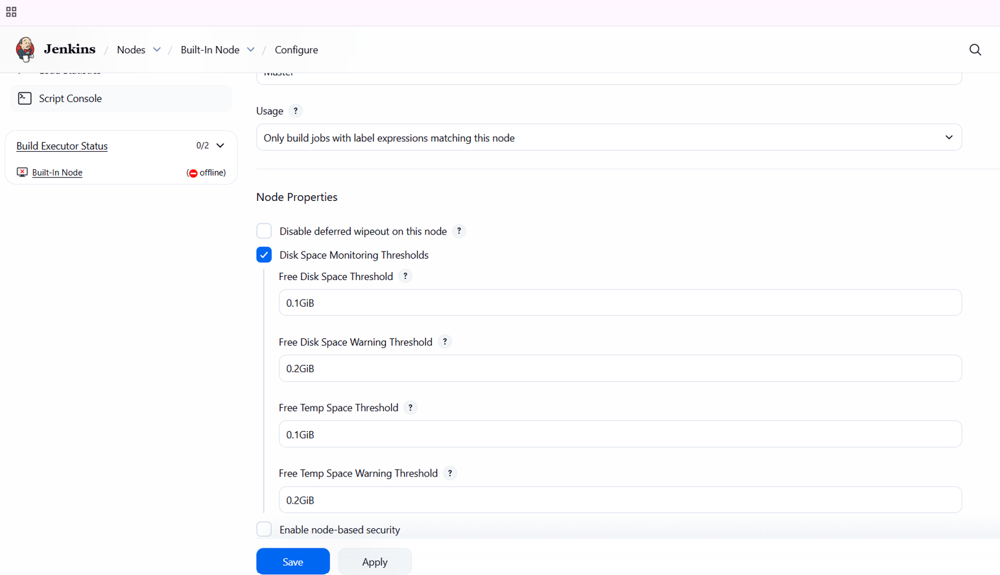 Jenkins / Nodes / Built-In Node / Configure
Script Console
Build Executor Status 0/2
Built-In Node (offline)
Master
Usage ?
Only build jobs with label expressions matching this node
Node Properties
Disable deferred wipeout on this node ?
Disk Space Monitoring Thresholds
Free Disk Space Threshold ?
0.1GiB
Free Disk Space Warning Threshold ?
0.2GiB
Free Temp Space Threshold ?
0.1GiB
Free Temp Space Warning Threshold ?
0.2GiB
Enable node-based security
Save
Apply